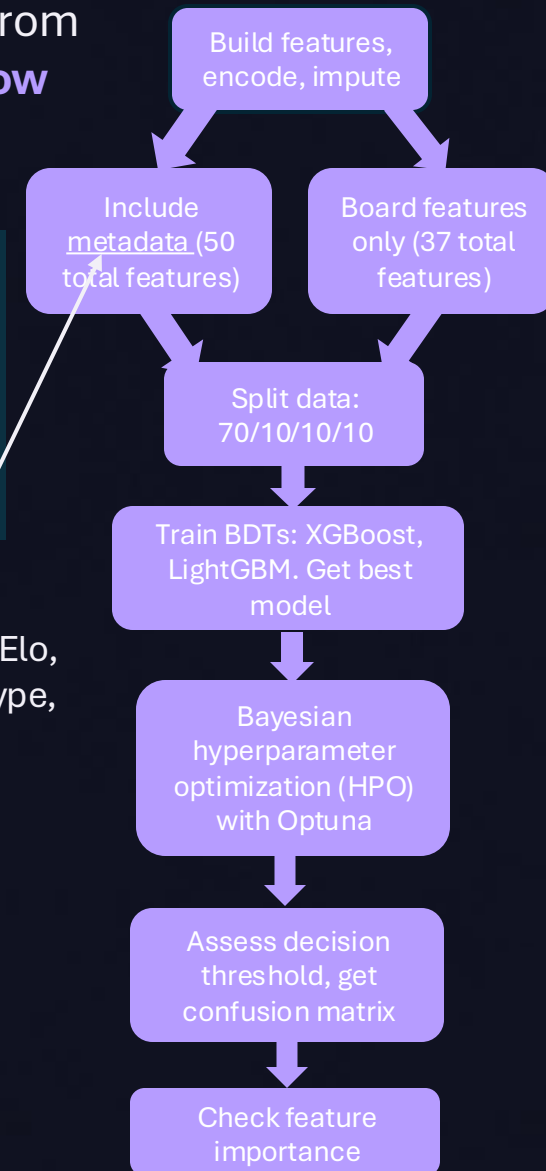 rom
ow
Build features,
encode, impute
Include
metadata (50
total features)
Board features
only (37 total
features)
Split data:
70/10/10/10
Train BDTs: XGBoost,
LightGBM. Get best
model
Elo,
ype,
Bayesian
hyperparameter
optimization (HPO)
with Optuna
Assess decision
threshold, get
confusion matrix
Check feature
importance